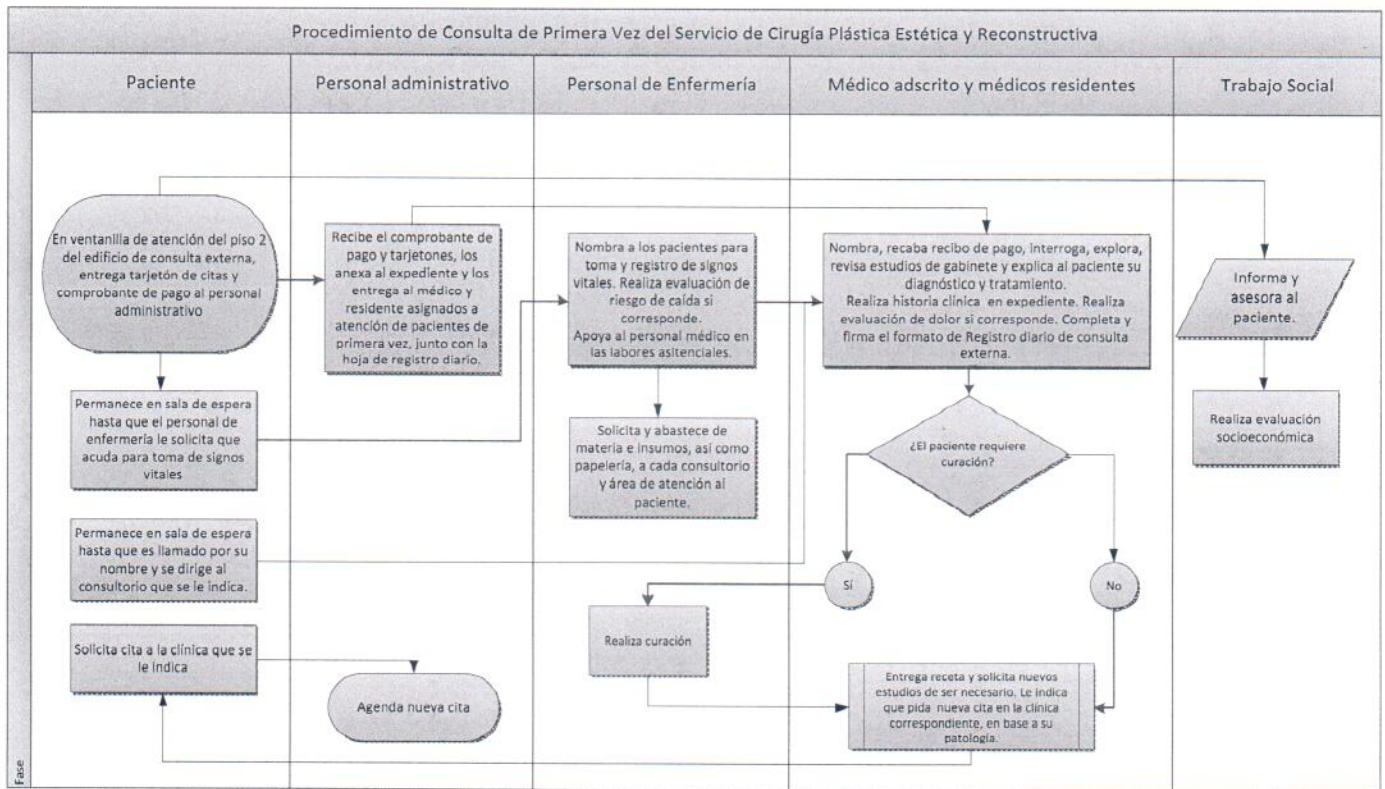 Procedimiento de Consulta de Primera Vez del Servicio de Cirugía Plástica Estética y Reconstructiva
Paciente
Personal administrativo
Personal de Enfermería
Médico adscrito y médicos residentes
Trabajo Social
En ventanilla de atención del piso 2
del edificio de consulta externa,
entrega tarjetón de citas y
comprobante de pago al personal
administrativo
Recibe el comprobante de
pago y tarjetones, los
anexa al expediente y los
entrega al médico y
residente asignados a
atención de pacientes de
primera vez, junto con la
hoja de registro diario.
Nombra a los pacientes para
toma y registro de signos
vitales. Realiza evaluación de
riesgo de caída si
corresponde.
Apoya al personal médico en
las labores asitenciales.
Nombra, recaba recibo de pago, interroga, explora,
revisa estudios de gabinete y explica al paciente su
diagnóstico y tratamiento.
Realiza historia clínica en expediente. Realiza
evaluación de dolor si corresponde. Completa y
firma el formato de Registro diario de consulta
externa.
Informa y
asesora al
paciente.
Permanece en sala de espera
hasta que el personal de
enfermería le solicita que
acuda para toma de signos
vitales
Solicita y abastece de
materia e insumos, así como
papelería, a cada consultorio
y área de atención al
paciente.
¿El paciente requiere
curación?
Realiza evaluación
socioeconómica
Permanece en sala de espera
hasta que es llamado por su
nombre y se dirige al
consultorio que se le indica.
Sí
No
Realiza curación
Solicita cita a la clínica que se
le indica
Agenda nueva cita
Entrega receta y solicita nuevos
estudios de ser necesario. Le indica
que pida nueva cita en la clínica
correspondiente, en base a su
patología.
Fase